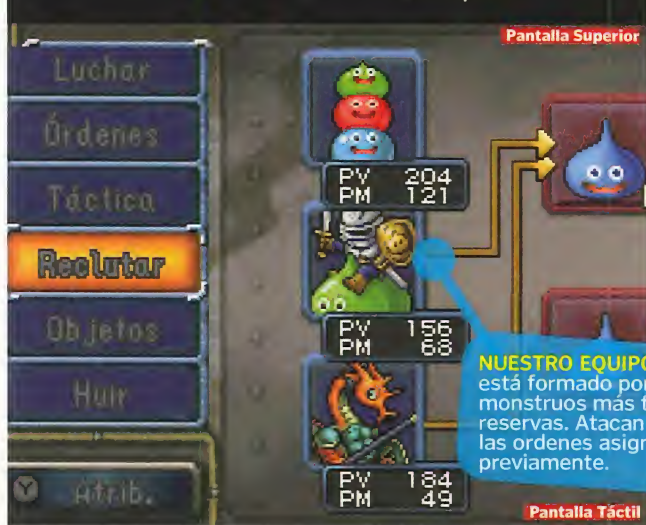 Pantalla Superior
Luchar
Órdenes
Táctica
Reclutar
Objetos
Huir
Y Atrib.
PV 204
PM 121
PV 156
PM 68
PV 184
PM 49
NUESTRO EQUIPO
está formado por
monstruos más
reservas. Atacan
las ordenes
previamente.
Pantalla Táctil